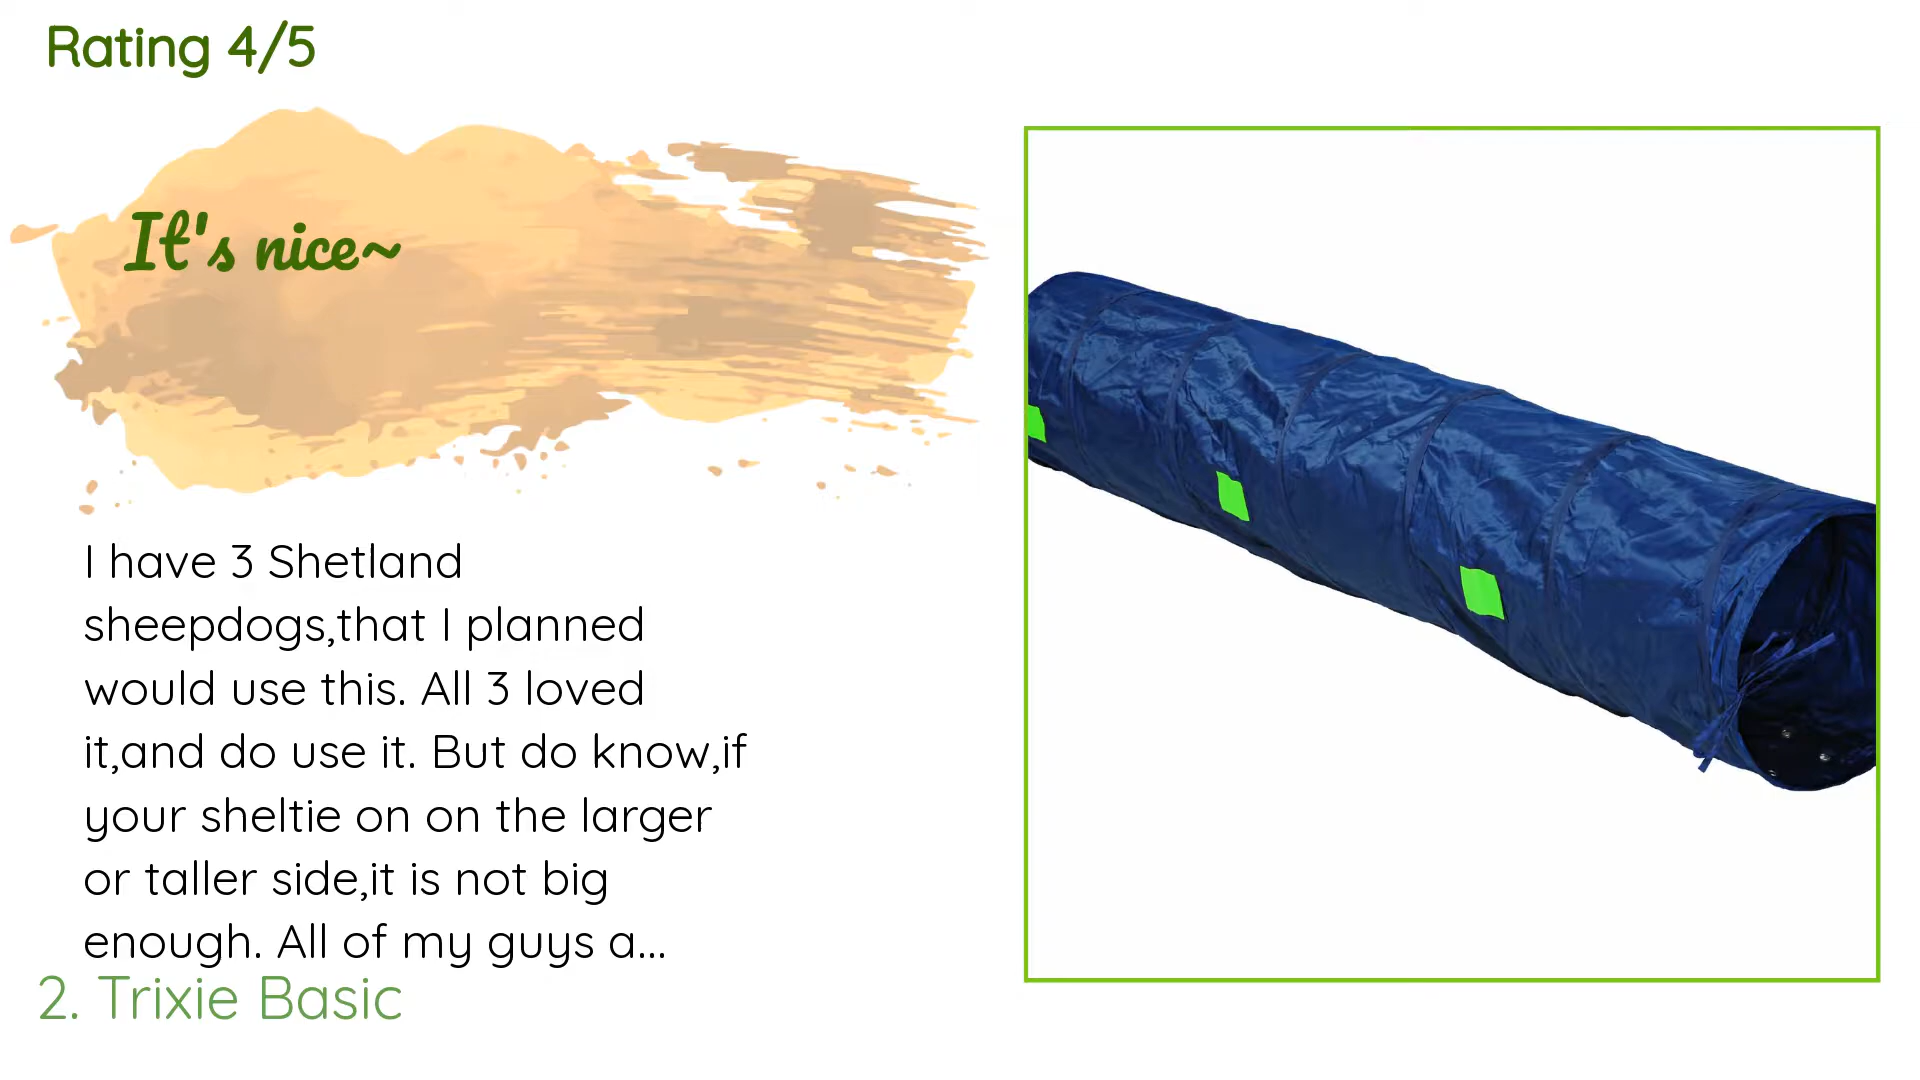 Rating 4/5
It's nice~
I have 3 Shetland
sheepdogs,that I planned
would use this. All 3 loved
it,and do use it. But do know,if
your sheltie on on the larger
or taller side,it is not big
enough. All of my guys a...
2. Trixie Basic